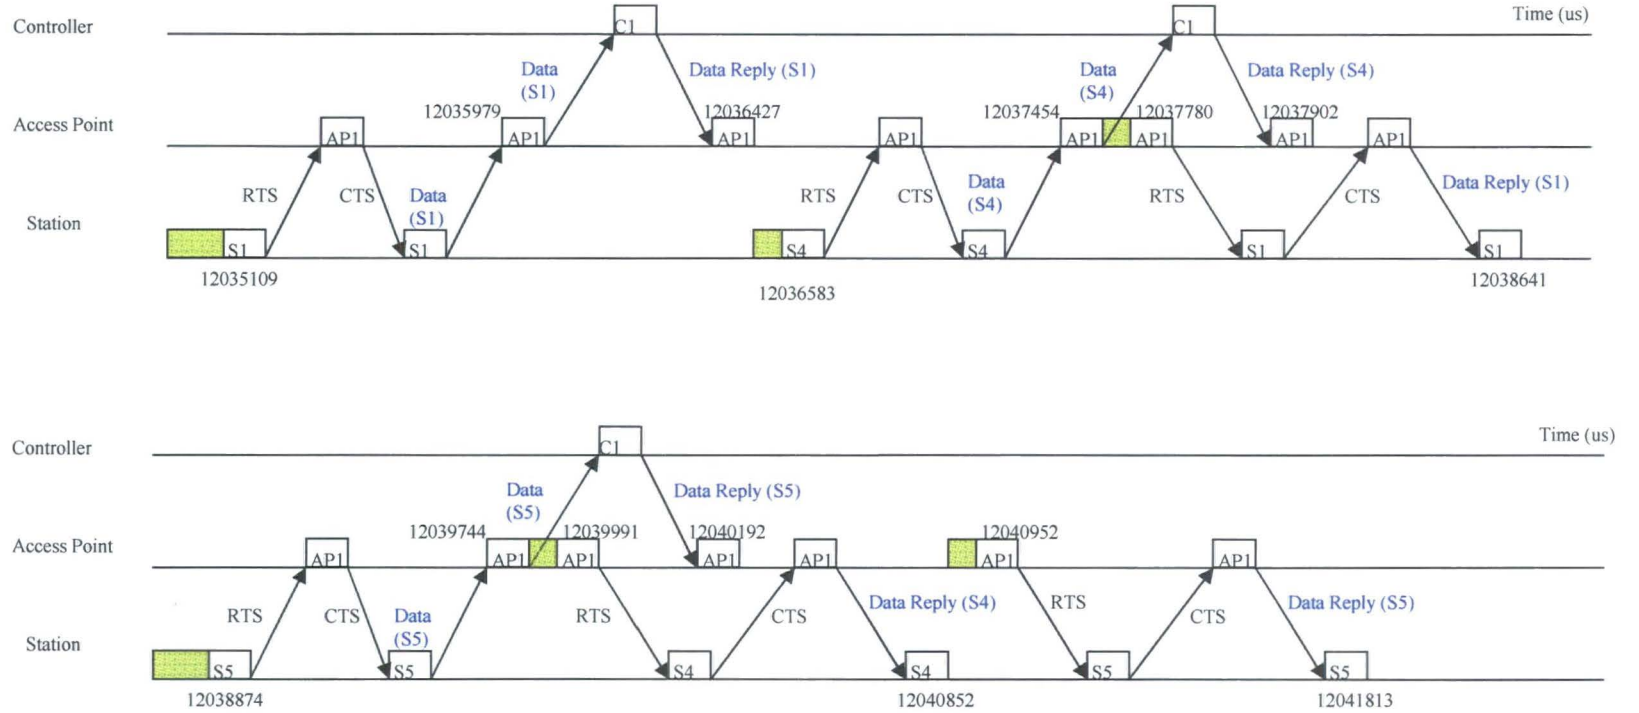 Controller
C1
C1
Time (us)
Data
(S1)
Data Reply (S1)
Data
(S4)
Data Reply (S4)
12035979
12036427
12037454
12037780
12037902
Access Point
AP1
AP1
AP1
AP1
AP1
AP1
AP1
AP1
RTS
CTS
Data
(S1)
RTS
CTS
Data
(S4)
RTS
CTS
Data Reply (S1)
Station
S1
S1
S4
S4
S1
S1
12035109
12036583
12038641
Controller
C1
Time (us)
Data
(S5)
Data Reply (S5)
12039744
12039991
12040192
12040952
Access Point
AP1
AP1
AP1
AP1
AP1
AP1
AP1
RTS
CTS
Data
(S5)
RTS
CTS
Data Reply (S4)
RTS
CTS
Data Reply (S5)
Station
S5
S5
S4
S4
S5
S5
12038874
12040852
12041813